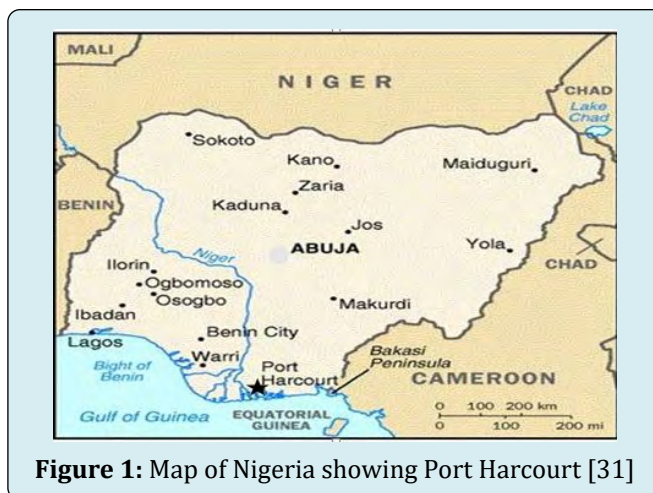 MALI
NIGER
CHAD
Lake
Chad
Sokoto
Kano
Maiduguri
Zaria
Kaduna
BENIN
Jos
Niger
ABUJA
Yola
Ilorin
CHAD
Ogbomoso
Osogbo
Makurdi
Ibadan
Benin City
Lagos
Warri
Bakasi
Peninsula
Bight of
Benin
Port
Harcourt
CAMEROON
Gulf of Guinea
EQUATORIAL
GUINEA
0 100 200 km
0 100 200 mi
Figure 1: Map of Nigeria showing Port Harcourt [31]